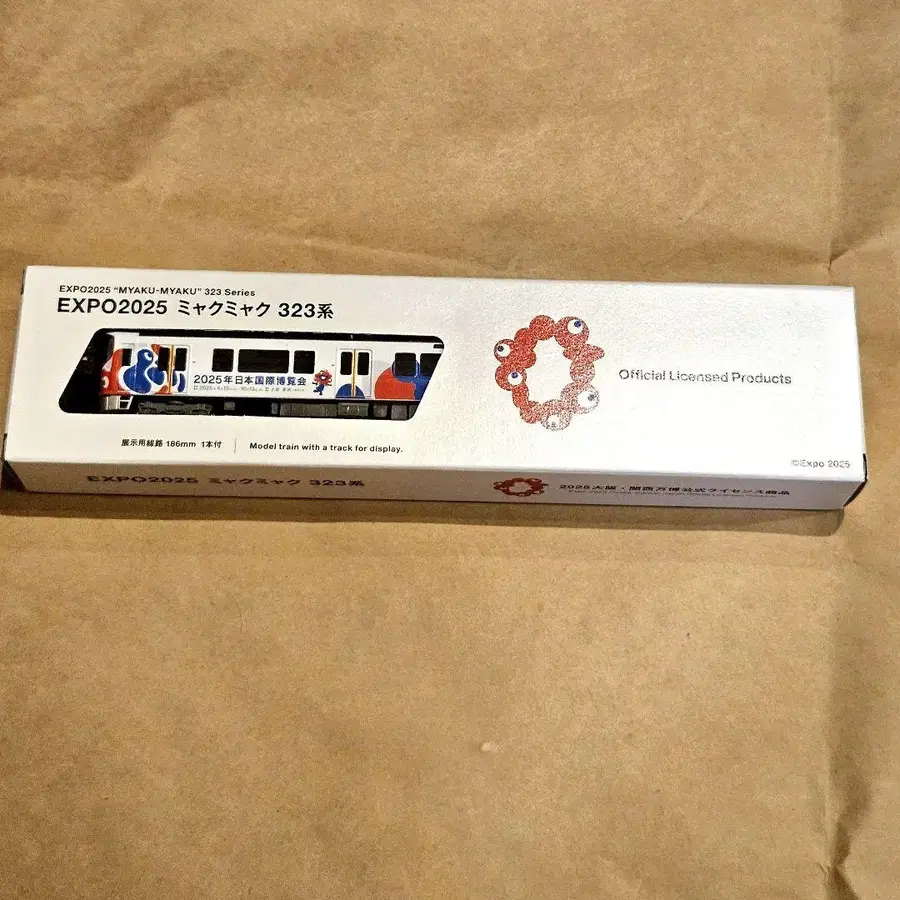 EXPO2025 "MYAKU-MYAKU" 323 Series
EXPO2025 ミャクミャク 323系
2025年日本国際博覧会
展示用線路 186mm 1本付
Model train with a track for display.
Official Licensed Products
©Expo 2025
EXPO2025 ミャクミャク 323系
2025大阪・関西万博公式ライセンス商品